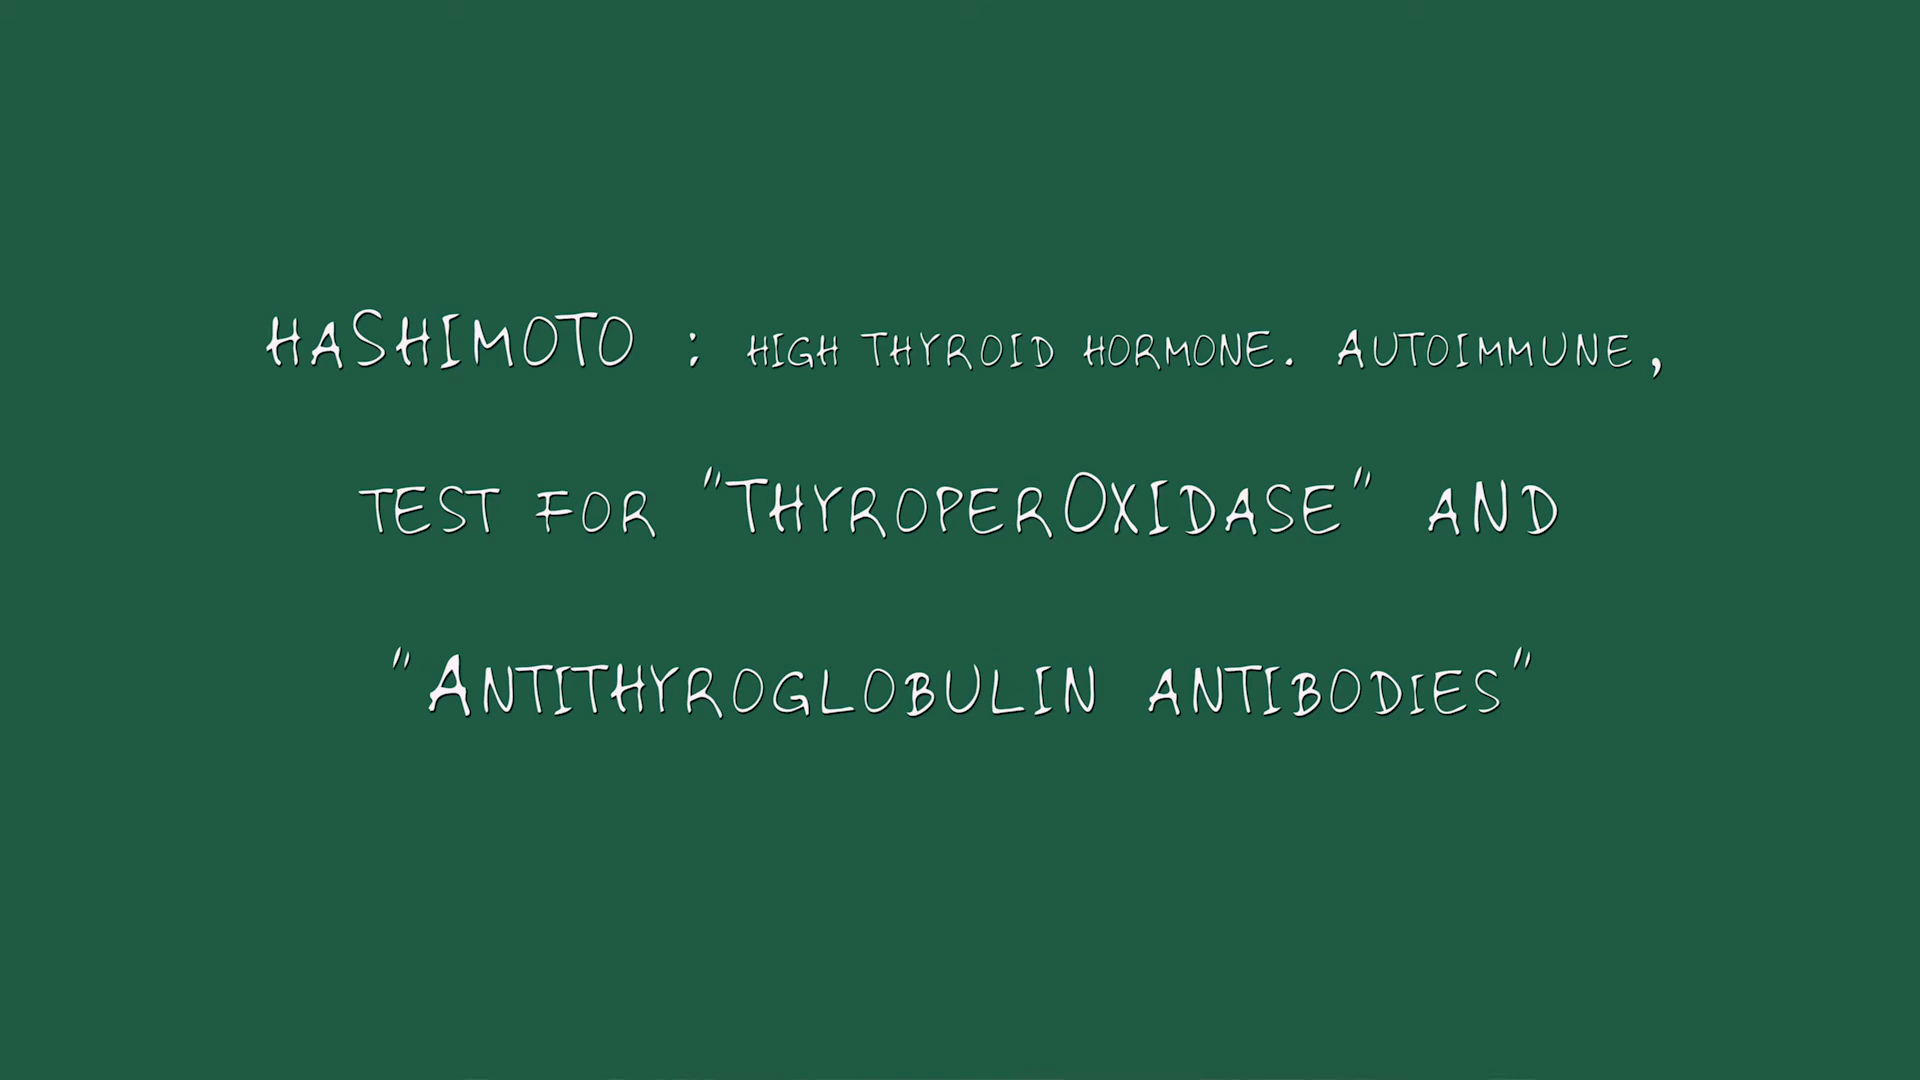 HASHIMOTO : HIGH THYROID HORMONE. AUTOIMMUNE,
TEST FOR "THYROPEROXIDASE" AND
"ANTITHYROGLOBULIN ANTIBODIES"